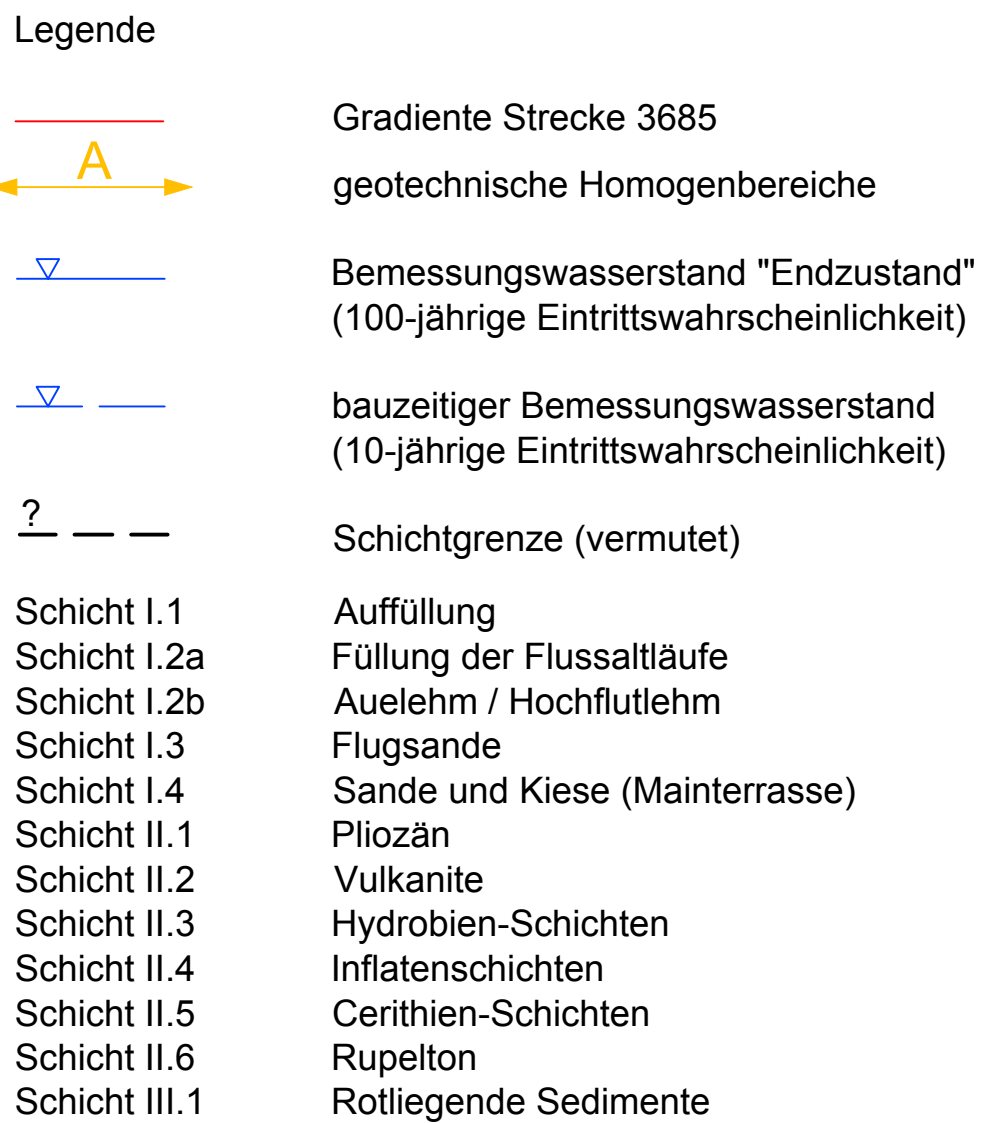 Legende
Gradiente Strecke 3685
A
geotechnische Homogenbereiche
Bemessungswasserstand "Endzustand"
(100-jährige Eintrittswahrscheinlichkeit)
bauzeitiger Bemessungswasserstand
(10-jährige Eintrittswahrscheinlichkeit)
?
Schichtgrenze (vermutet)
Schicht I.1 Auffüllung
Schicht I.2a Füllung der Flussaltläufe
Schicht I.2b Auelehm / Hochflutlehm
Schicht I.3 Flugsande
Schicht I.4 Sande und Kiese (Mainterrasse)
Schicht II.1 Pliozän
Schicht II.2 Vulkanite
Schicht II.3 Hydrobien-Schichten
Schicht II.4 Inflatenschichten
Schicht II.5 Cerithien-Schichten
Schicht II.6 Rupelton
Schicht III.1 Rotliegende Sedimente